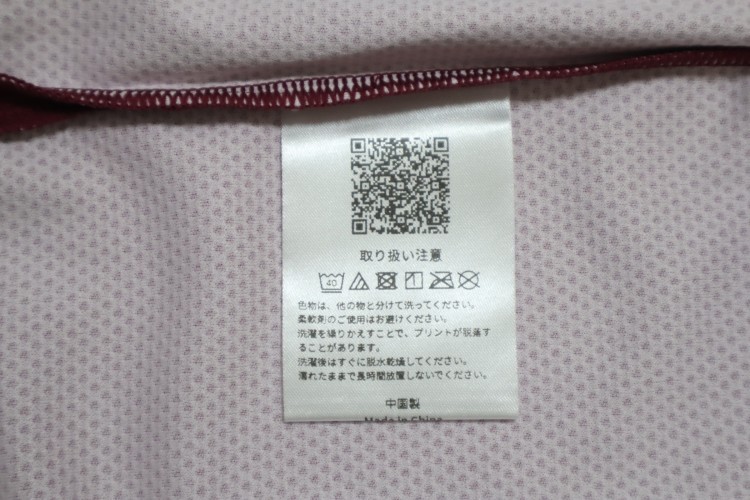 取り扱い注意
40
色物は、他の物と分けて洗ってください。
柔軟剤のご使用はお避けください。
洗濯を繰りかえすことで、プリントが脱落す
ることがあります。
洗濯後はすぐに脱水乾燥してください。
濡れたままで長時間放置しないでください。
中国製
Made in China